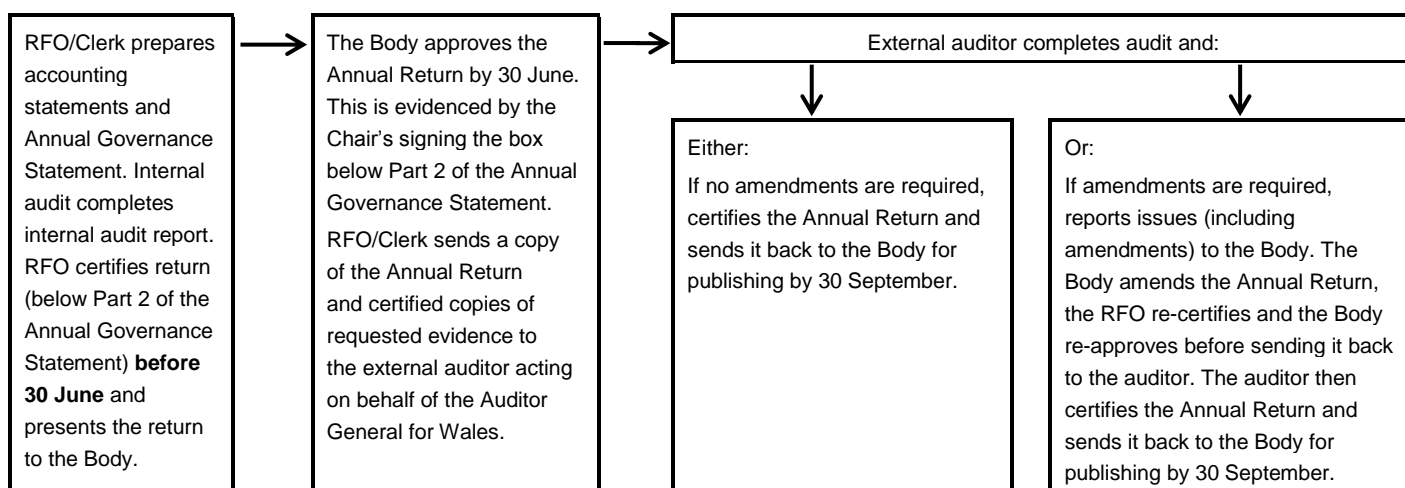 RFO/Clerk prepares
accounting
statements and
Annual Governance
Statement. Internal
audit completes
internal audit report.
RFO certifies return
(below Part 2 of the
Annual Governance
Statement) before
30 June and
presents the return
to the Body.
The Body approves the
Annual Return by 30 June.
This is evidenced by the
Chair’s signing the box
below Part 2 of the Annual
Governance Statement.
RFO/Clerk sends a copy
of the Annual Return
and certified copies of
requested evidence to
the external auditor acting
on behalf of the Auditor
General for Wales.
External auditor completes audit and:
Either:
If no amendments are required,
certifies the Annual Return and
sends it back to the Body for
publishing by 30 September.
Or:
If amendments are required,
reports issues (including
amendments) to the Body. The
Body amends the Annual Return,
the RFO re-certifies and the Body
re-approves before sending it back
to the auditor. The auditor then
certifies the Annual Return and
sends it back to the Body for
publishing by 30 September.